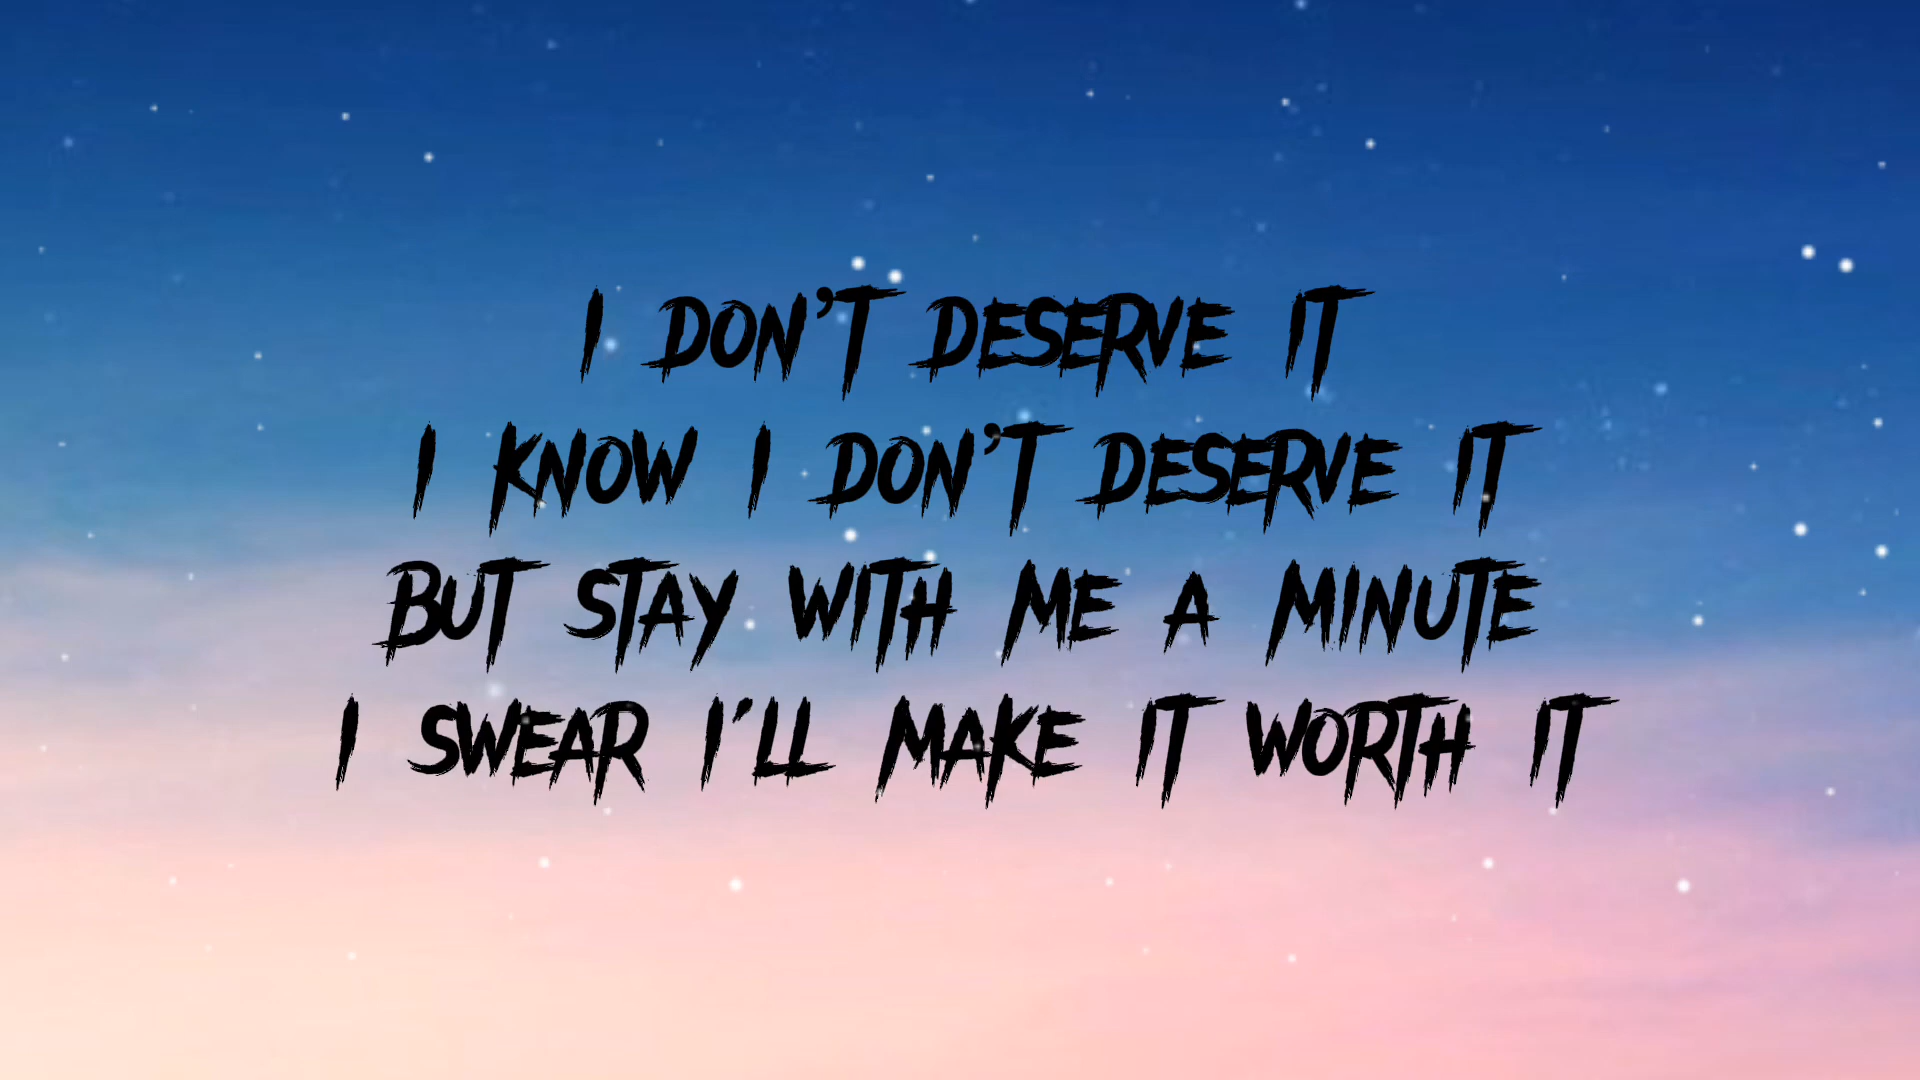 I DON'T DESERVE IT
I KNOW I DON'T DESERVE IT
BUT STAY WITH ME A MINUTE
I SWEAR I'LL MAKE IT WORTH IT